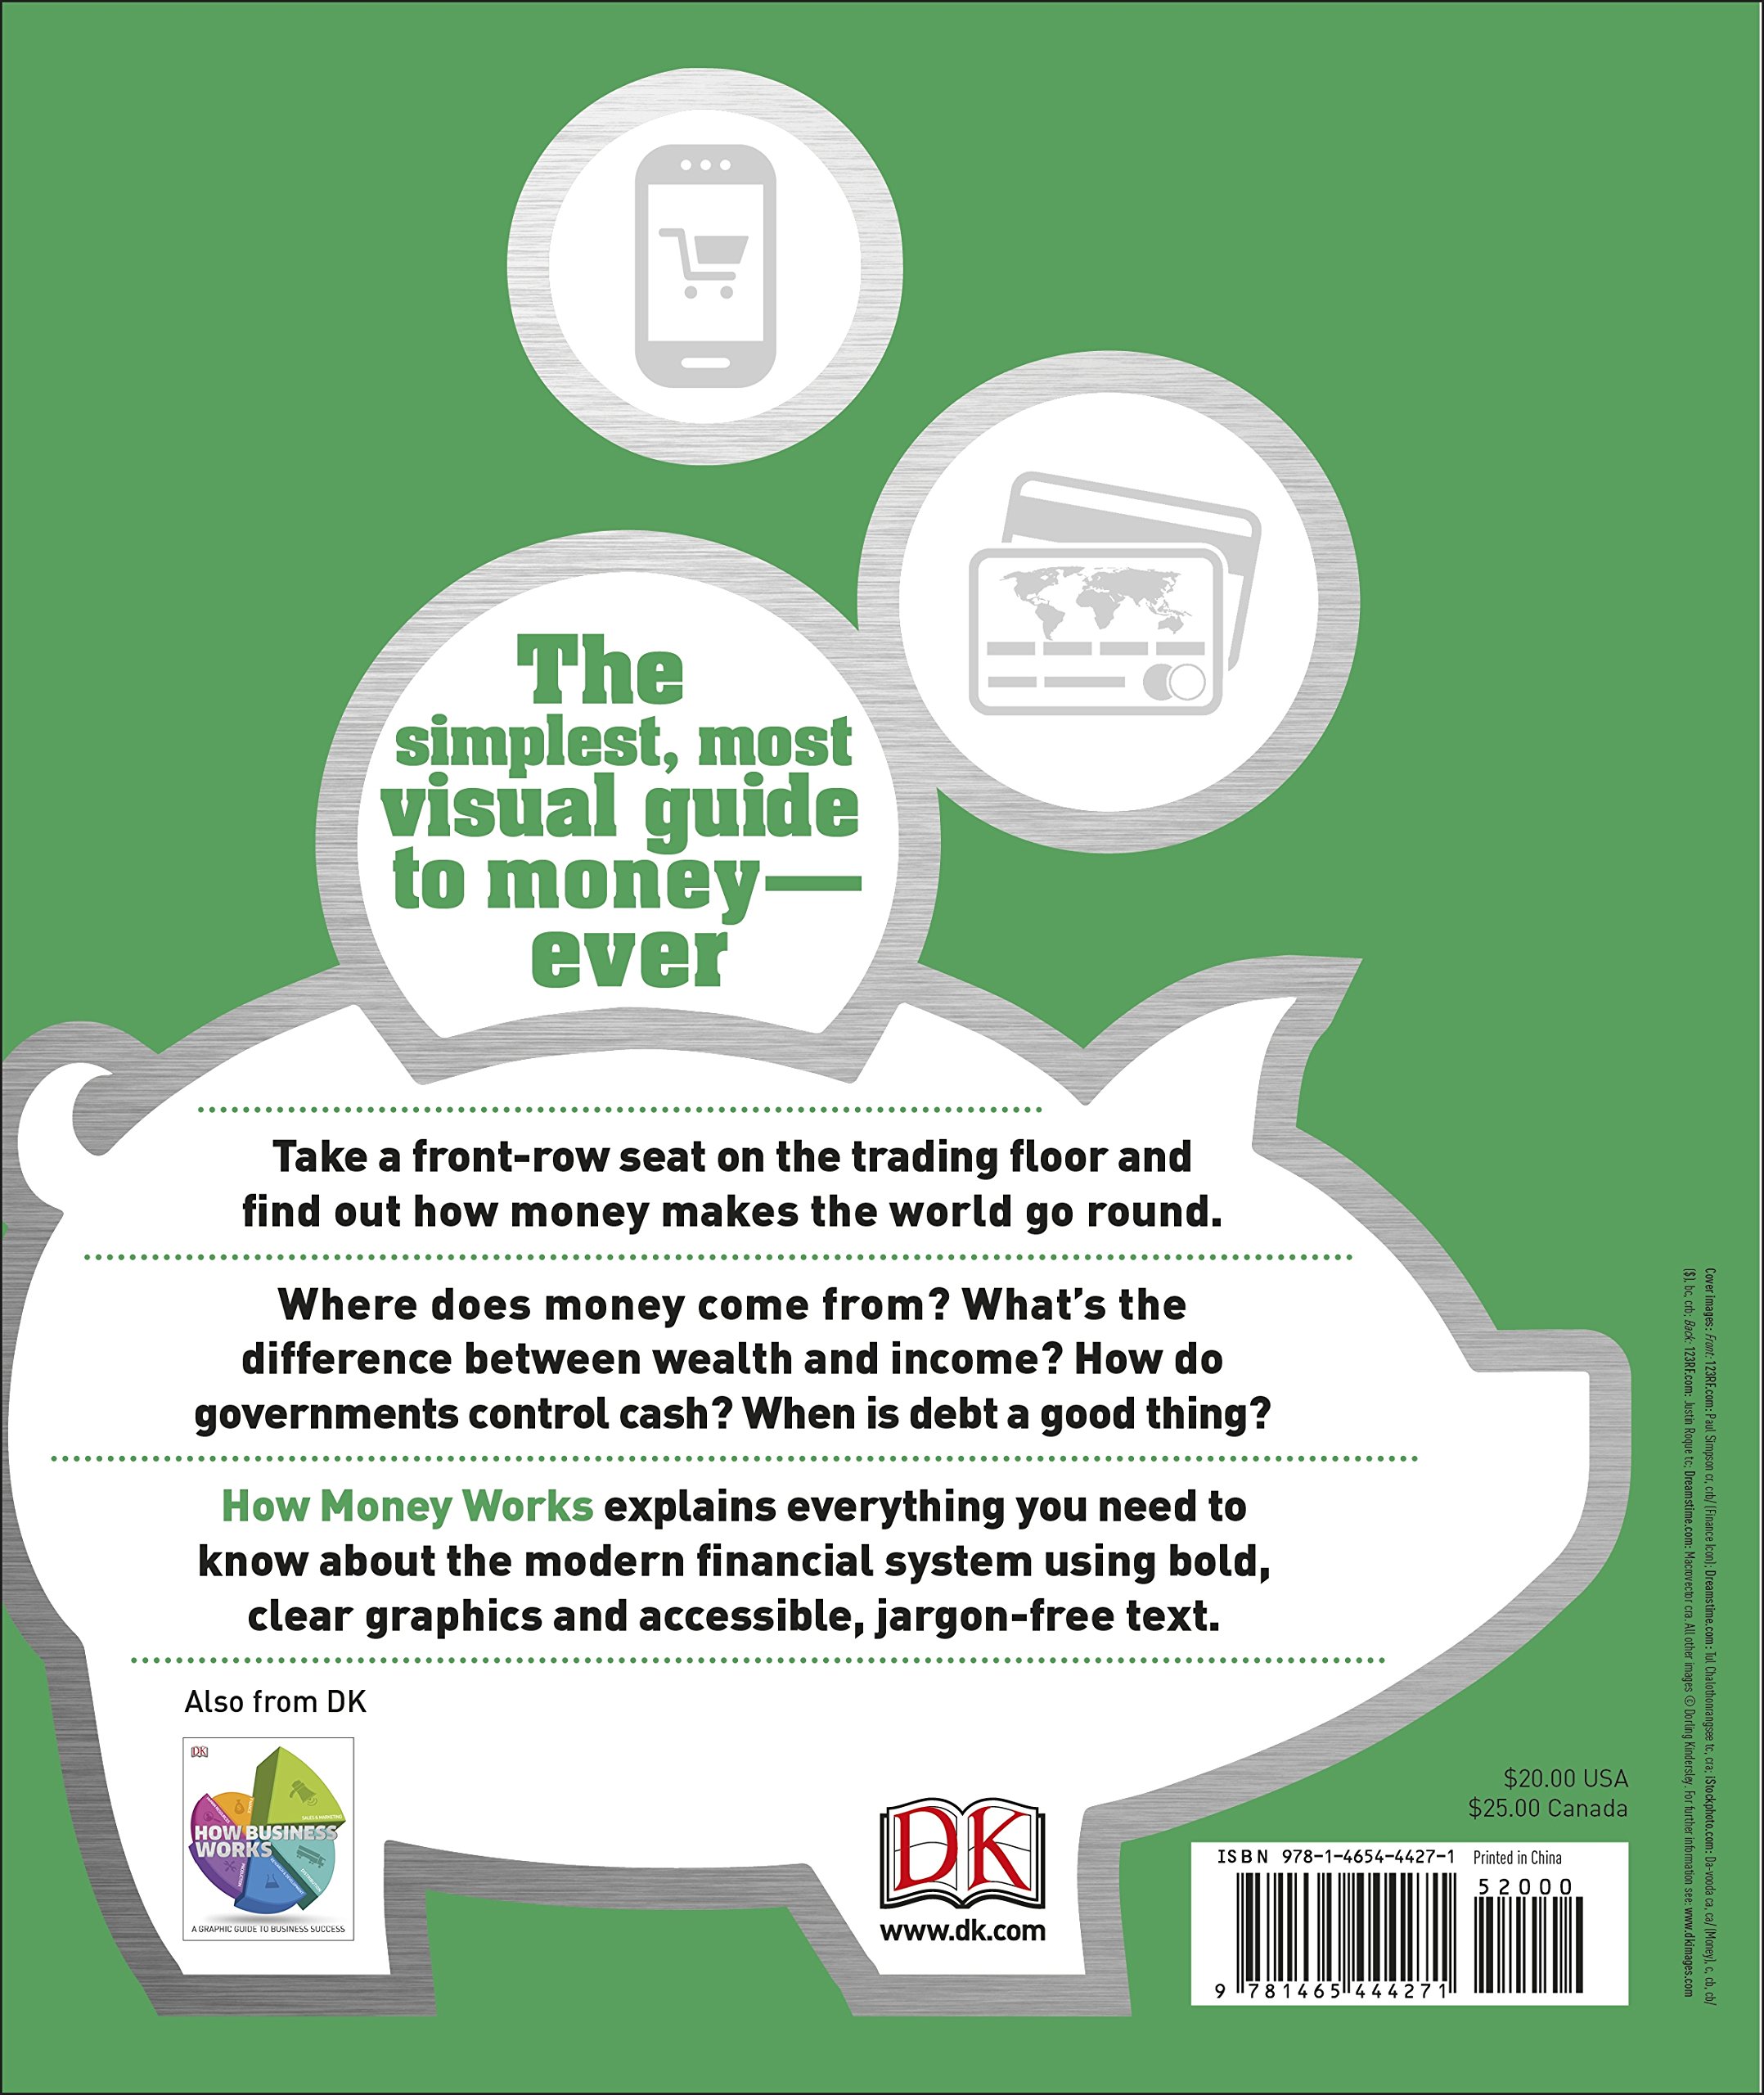 The
simplest, most
visual guide
to money—
ever
Take a front-row seat on the trading floor and
find out how money makes the world go round.
Where does money come from? What's the
difference between wealth and income? How do
governments control cash? When is debt a good thing?
How Money Works explains everything you need to
know about the modern financial system using bold,
clear graphics and accessible, jargon-free text.
Also from DK
DK
SALES & MARKETING
HOW BUSINESS
WORKS
A GRAPHIC GUIDE TO BUSINESS SUCCESS
DK
www.dk.com
$20.00 USA
$25.00 Canada
ISBN 978-1-4654-4427-1 Printed in China
52000
9 781465 444271
Cover images: Front: 123RF.com: Paul Simpson cr, crb/ (Finance Icon); Dreamstime.com: Tul Chalothonrangsee tc, cra; iStockphoto.com: Da-vooda ca, ca/ (Money), c, cb, cb/
($), bc, crb; Back: 123RF.com: Justin Roque tc; Dreamstime.com: Macrovector cra. All other images © Dorling Kindersley. For further information see: www.dkimages.com